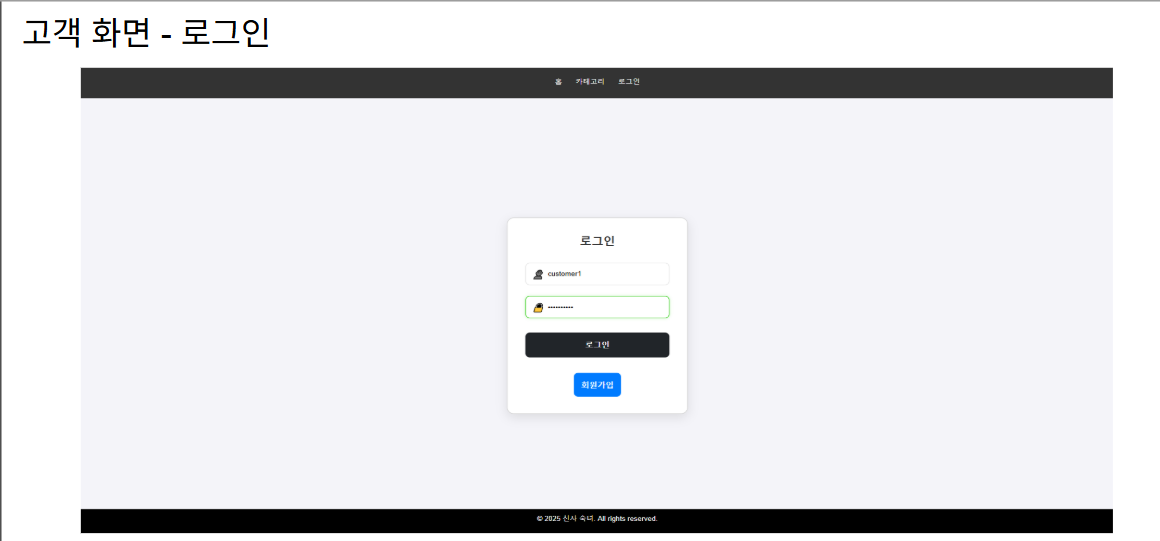 고객 화면 - 로그인
홈 카테고리 로그인
로그인
customer1
----------
로그인
회원가입
© 2025 신사 숙녀. All rights reserved.